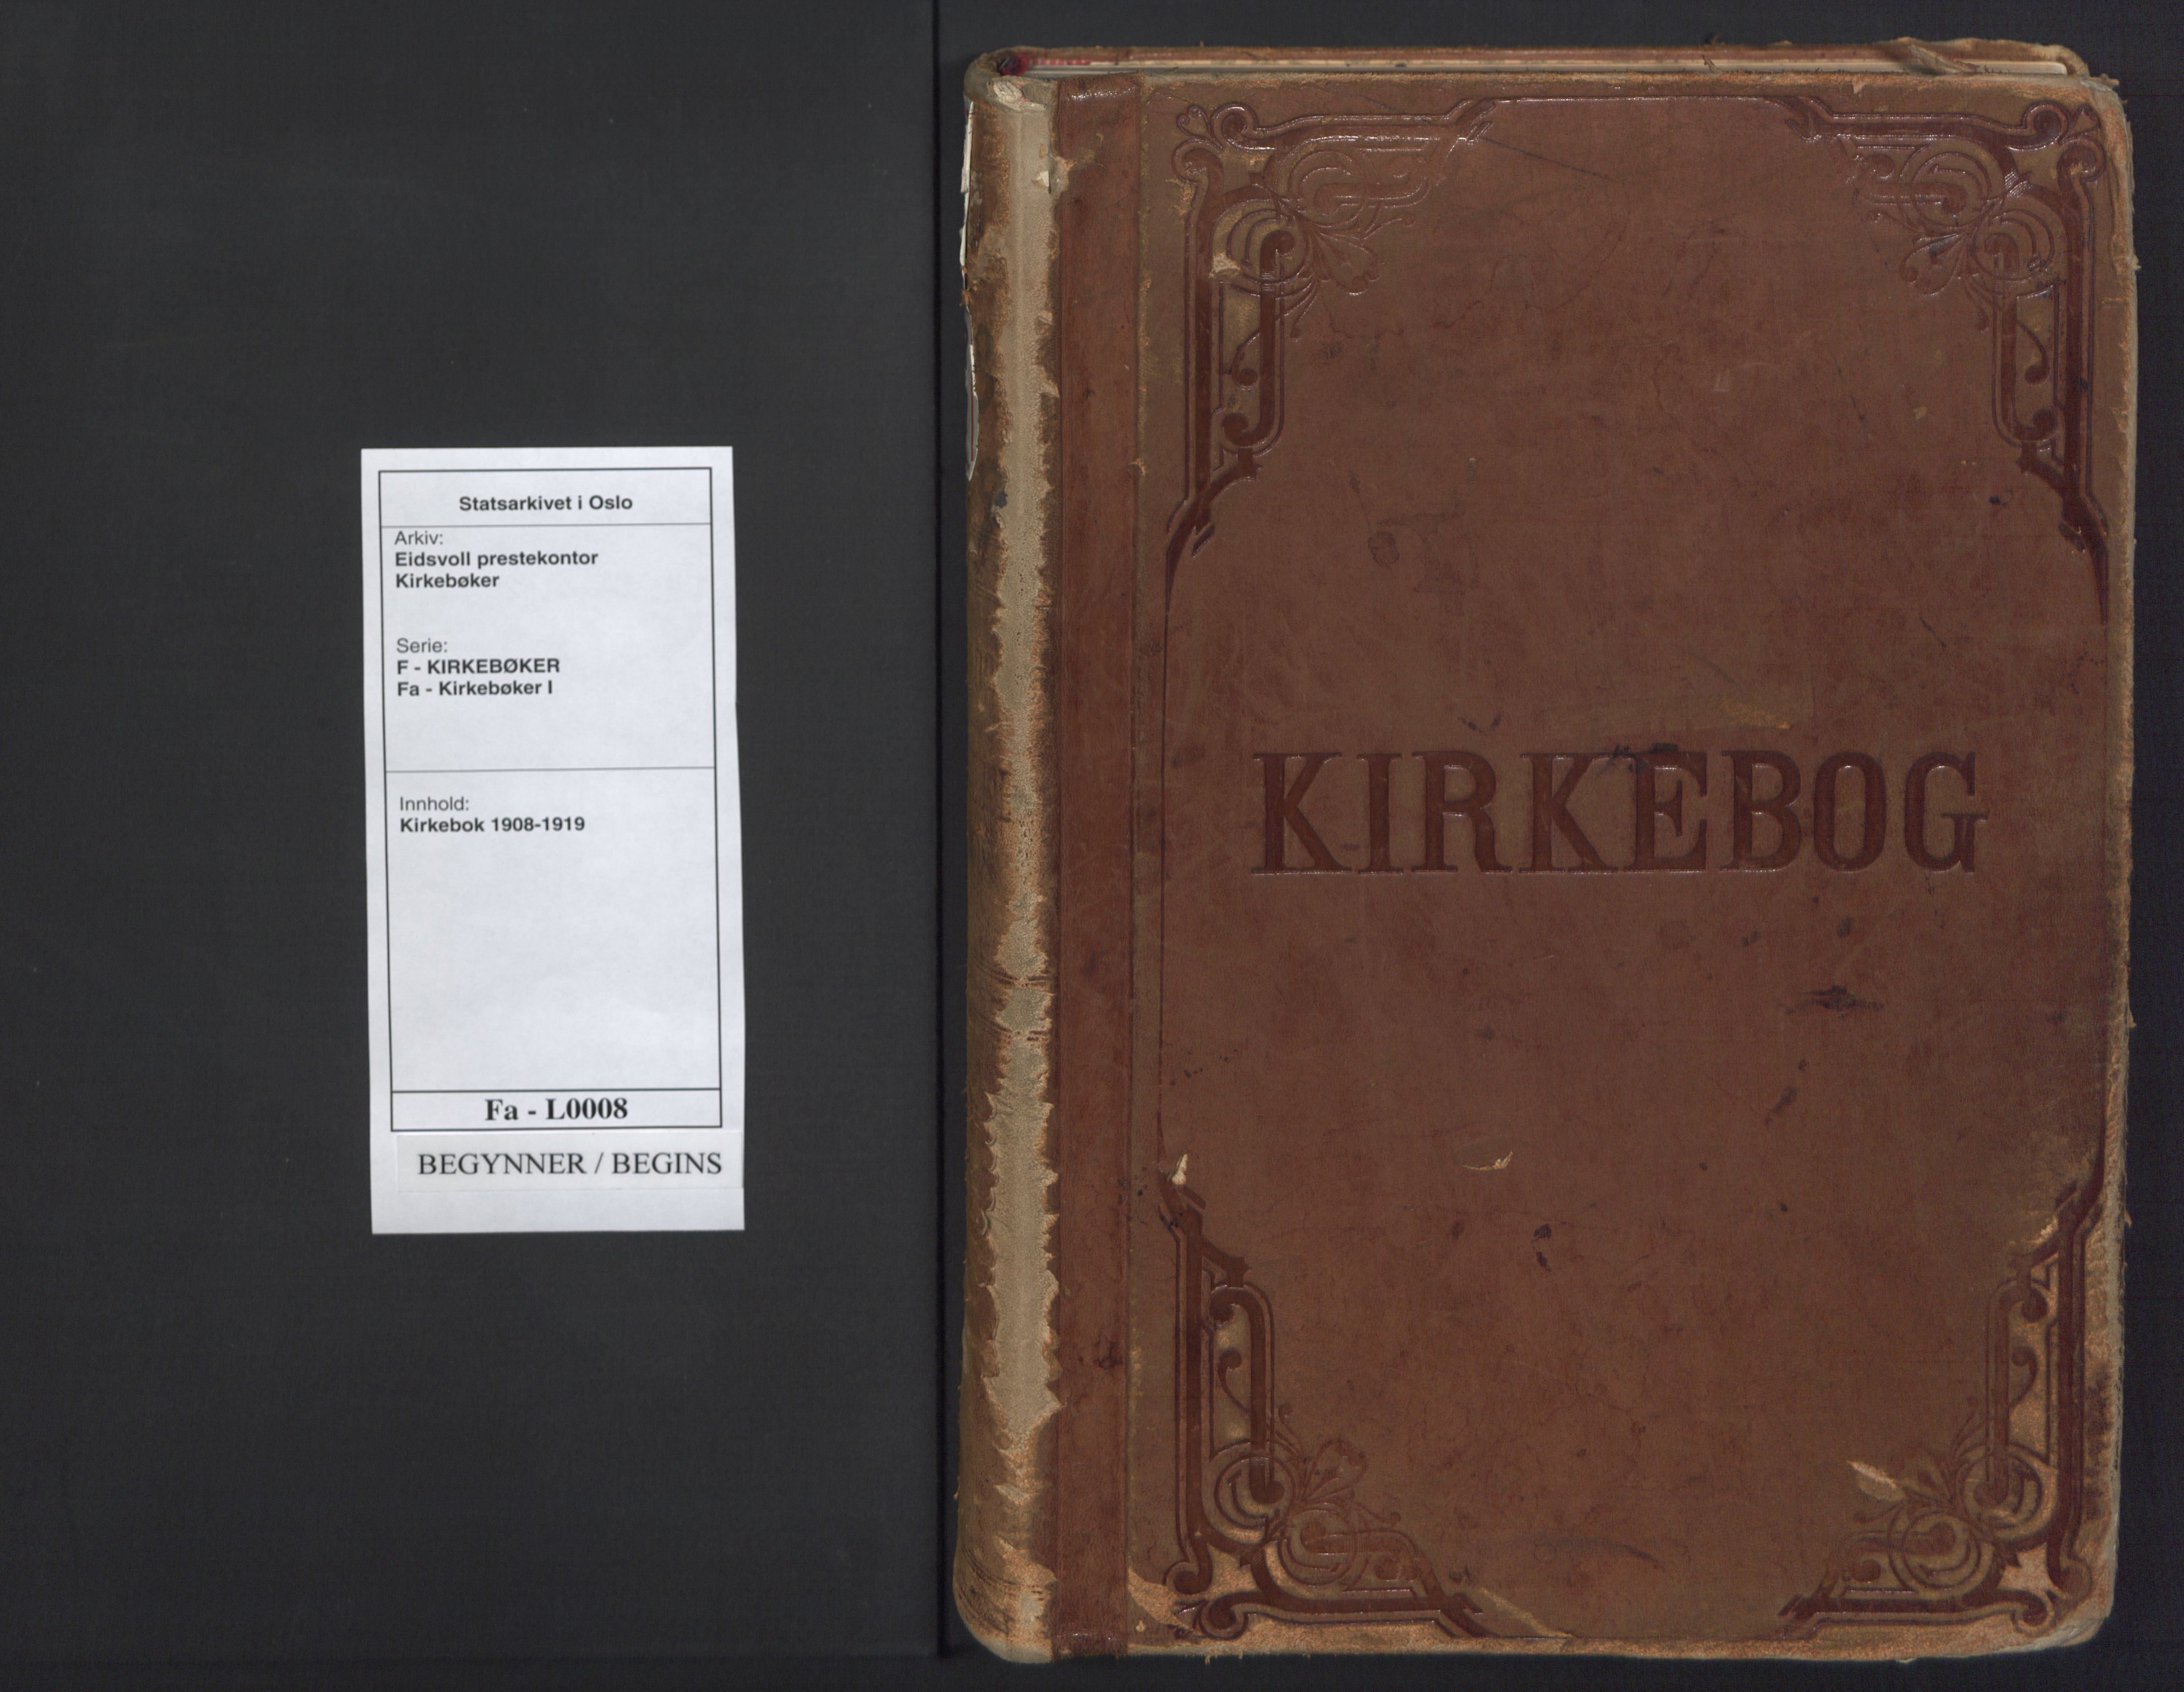 Statsarkivet i Oslo
Arkiv:
Eidsvoll prestekontor
Kirkebøker
Serie:
F - KIRKEBØKER
Fa - Kirkebøker I
Innhold:
Kirkebok 1908-1919
Fa - L0008
BEGYNNER / BEGINS
KIRKEBOG